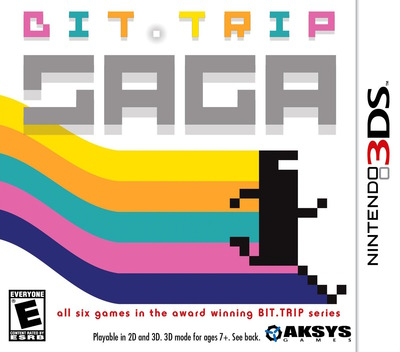 BIT.TRIP
SAGA
NINTENDO 3DS™
EVERYONE
E
CONTENT RATED BY
ESRB
all six games in the award winning BIT.TRIP series
Playable in 2D and 3D. 3D mode for ages 7+. See back.
AKSYS
GAMES